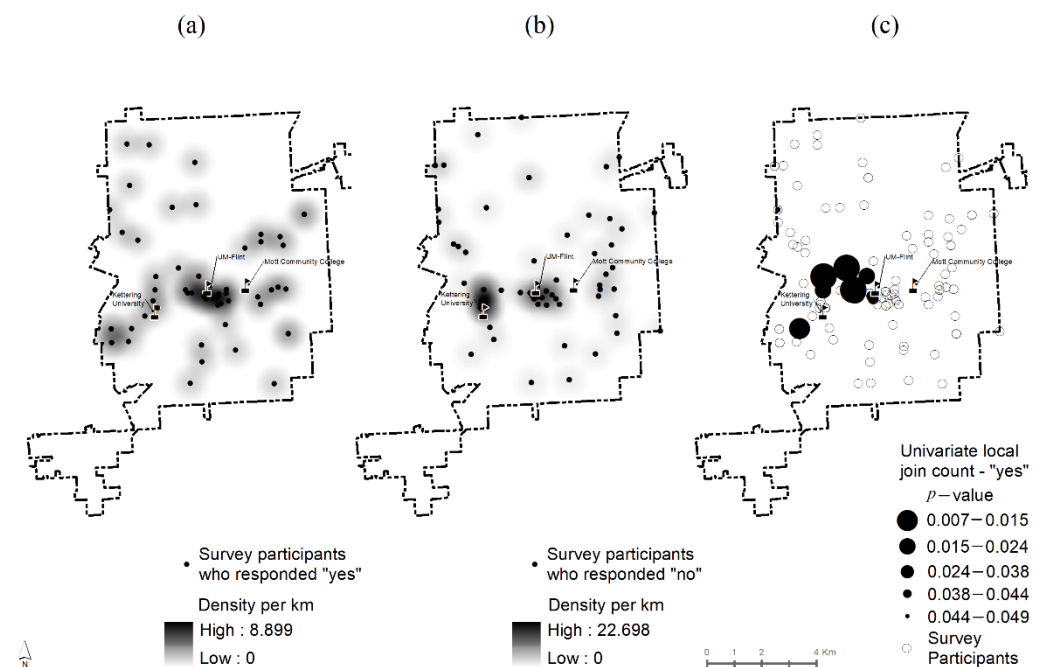 (a)
(b)
(c)
UM-Flint
Mott Community College
Kettering
University
UM-Flint
Mott Community College
Kettering
University
UM-Flint
Mott Community College
Kettering
University
Survey participants
who responded "yes"
Density per km
High : 8.899
Low : 0
Survey participants
who responded "no"
Density per km
High : 22.698
Low : 0
Univariate local
join count - "yes"
p−value
0.007−0.015
0.015−0.024
0.024−0.038
0.038−0.044
0.044−0.049
Survey
Participants
N
0 1 2 4 Km